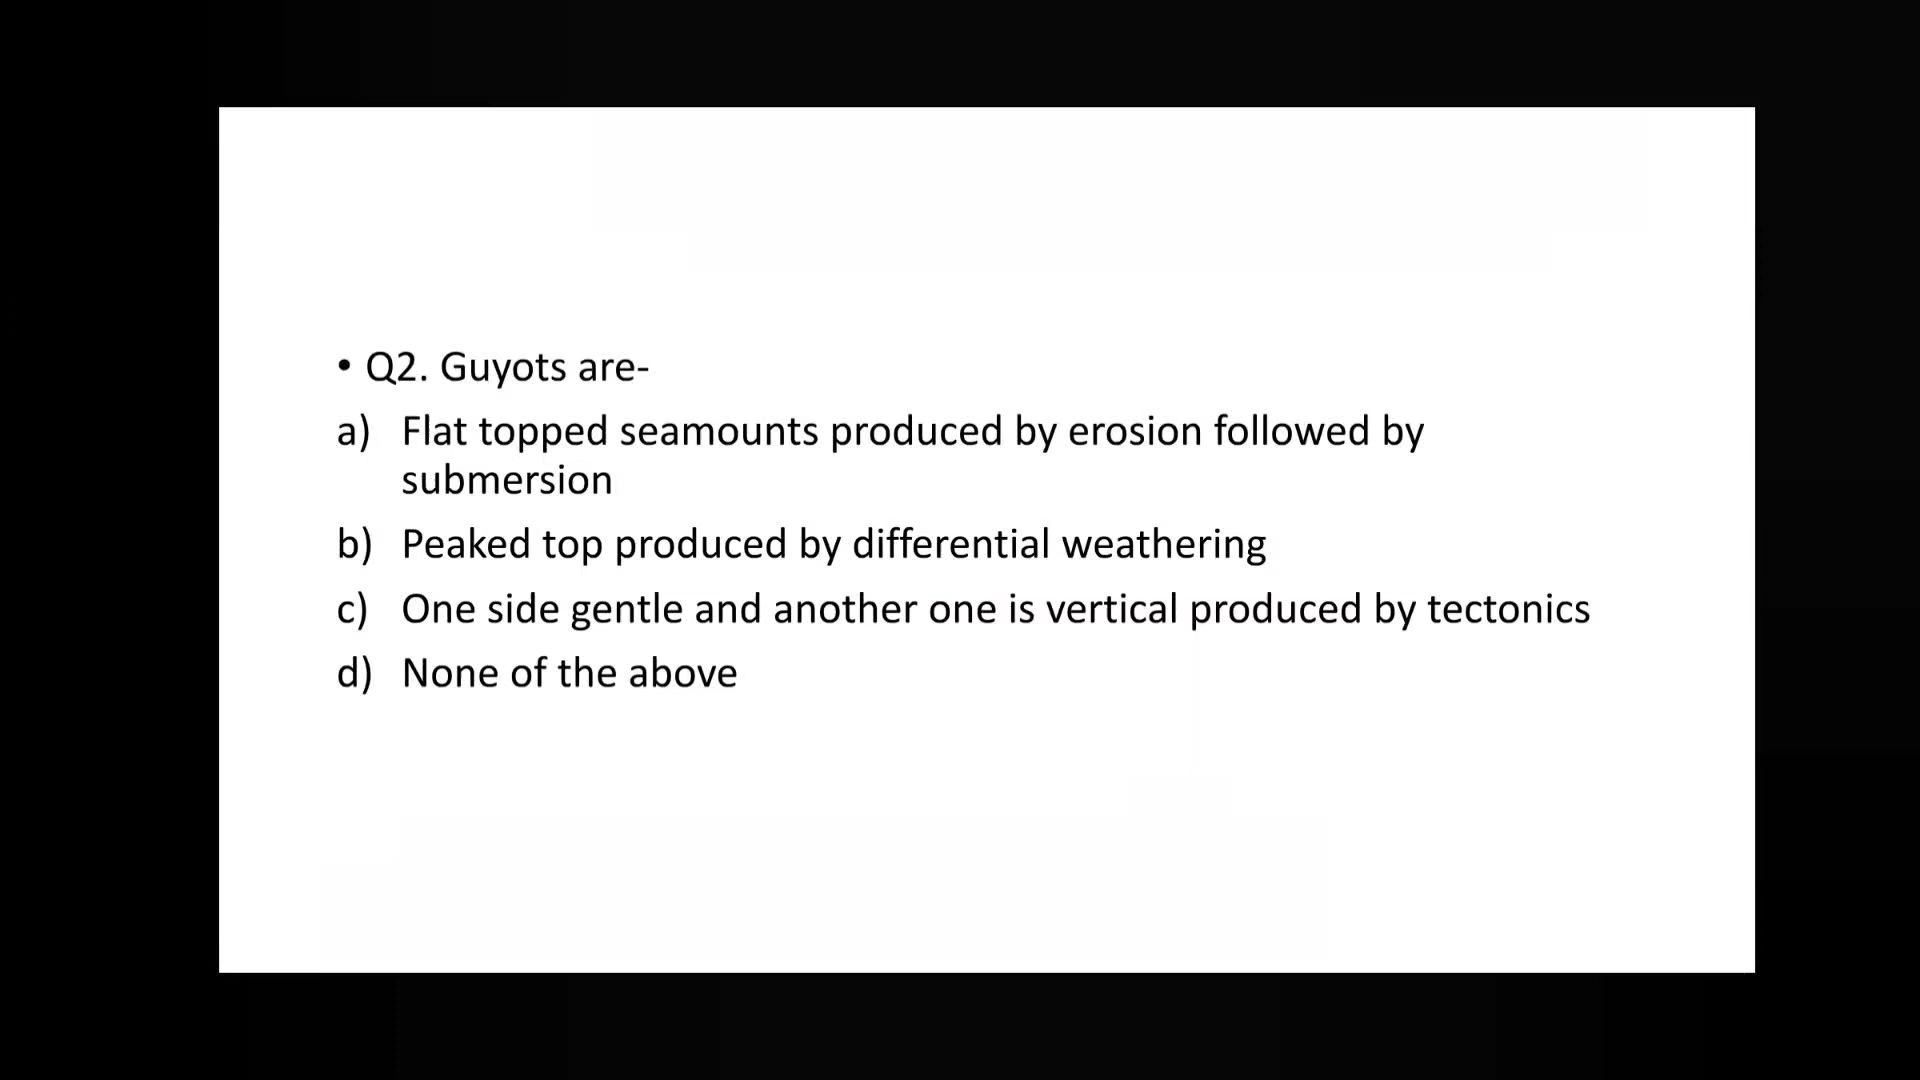 • Q2. Guyots are-
a) Flat topped seamounts produced by erosion followed by
submersion
b) Peaked top produced by differential weathering
c) One side gentle and another one is vertical produced by tectonics
d) None of the above